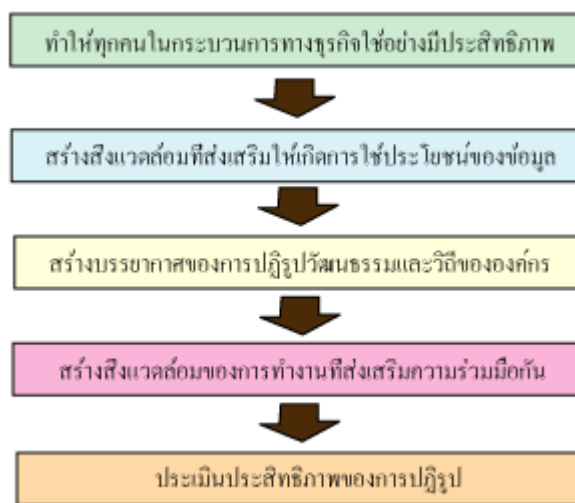 ทำให้ทุกคนในกระบวนการทางธุรกิจใช้อย่างมีประสิทธิภาพ
สร้างสิ่งแวดล้อมที่ส่งเสริมให้เกิดการใช้ประโยชน์ของข้อมูล
สร้างบรรยากาศของการปฏิรูปวัฒนธรรมและวิถีขององค์กร
สร้างสิ่งแวดล้อมของการทำงานที่ส่งเสริมความร่วมมือกัน
ประเมินประสิทธิภาพของการปฏิรูป